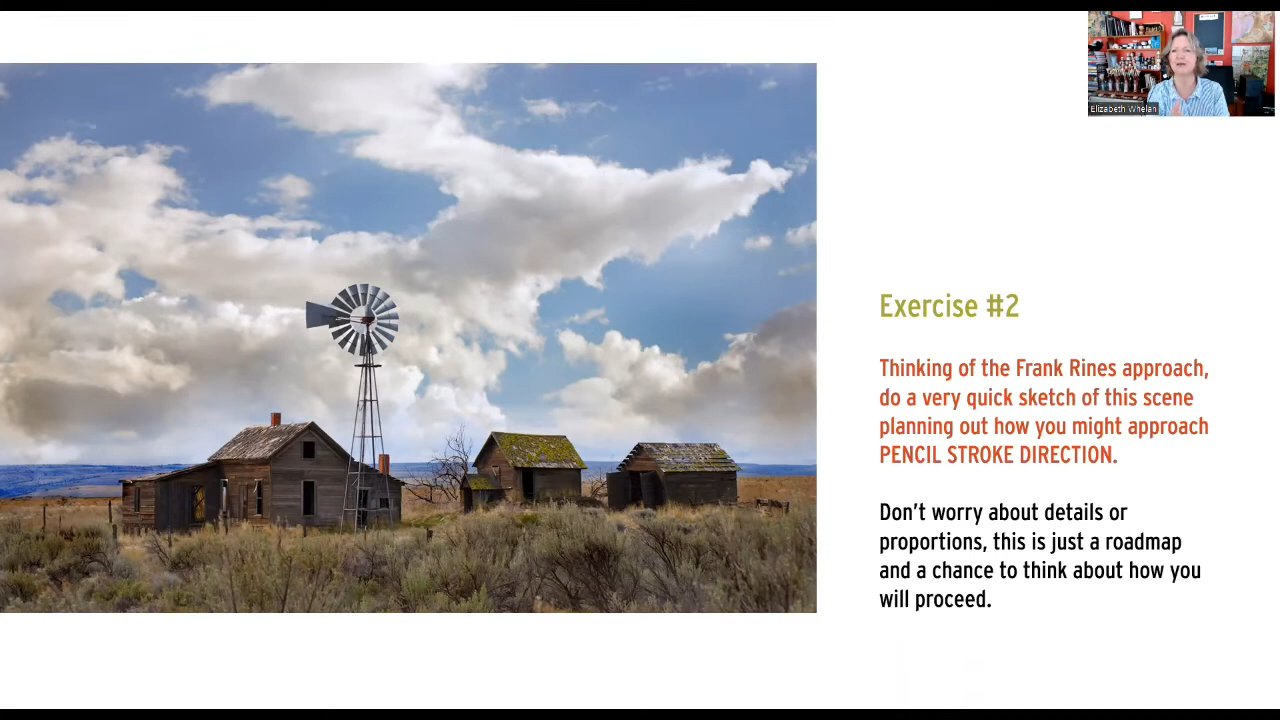 Elizabeth Whelan
Exercise #2
Thinking of the Frank Rines approach,
do a very quick sketch of this scene
planning out how you might approach
PENCIL STROKE DIRECTION.
Don't worry about details or
proportions, this is just a roadmap
and a chance to think about how you
will proceed.